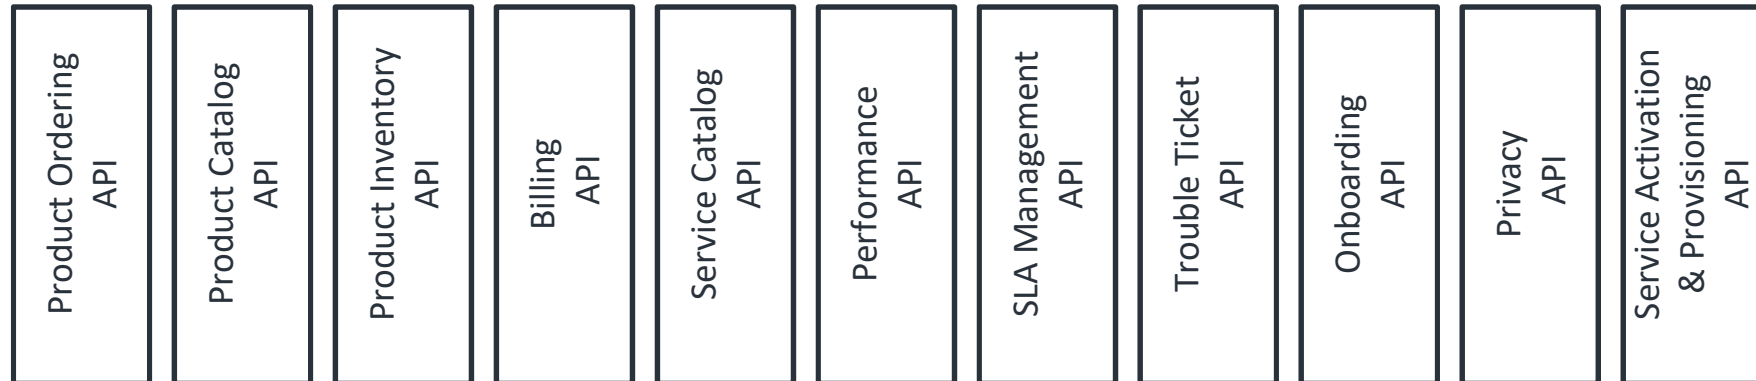 Product Ordering
API
Product Catalog
API
Product Inventory
API
Billing
API
Service Catalog
API
Performance
API
SLA Management
API
Trouble Ticket
API
Onboarding
API
Privacy
API
Service Activation
& Provisioning
API